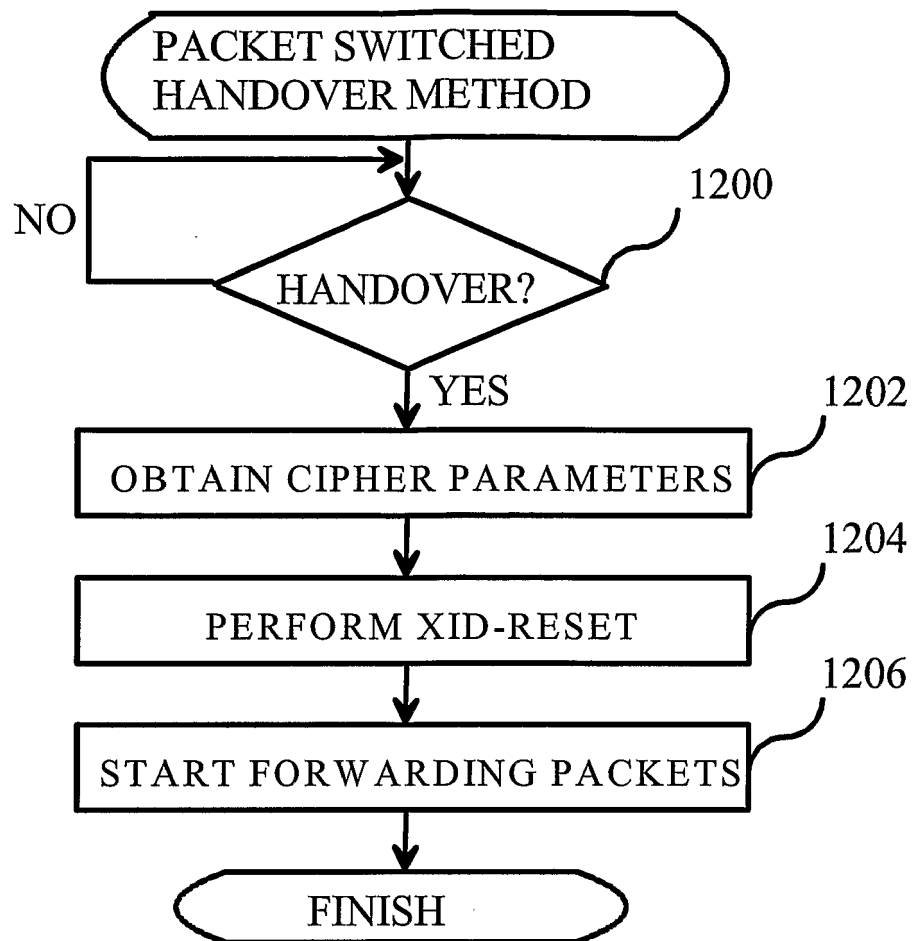 PACKET SWITCHED
HANDOVER METHOD
1200
NO
HANDOVER?
YES
1202
OBTAIN CIPHER PARAMETERS
1204
PERFORM XID-RESET
1206
START FORWARDING PACKETS
FINISH